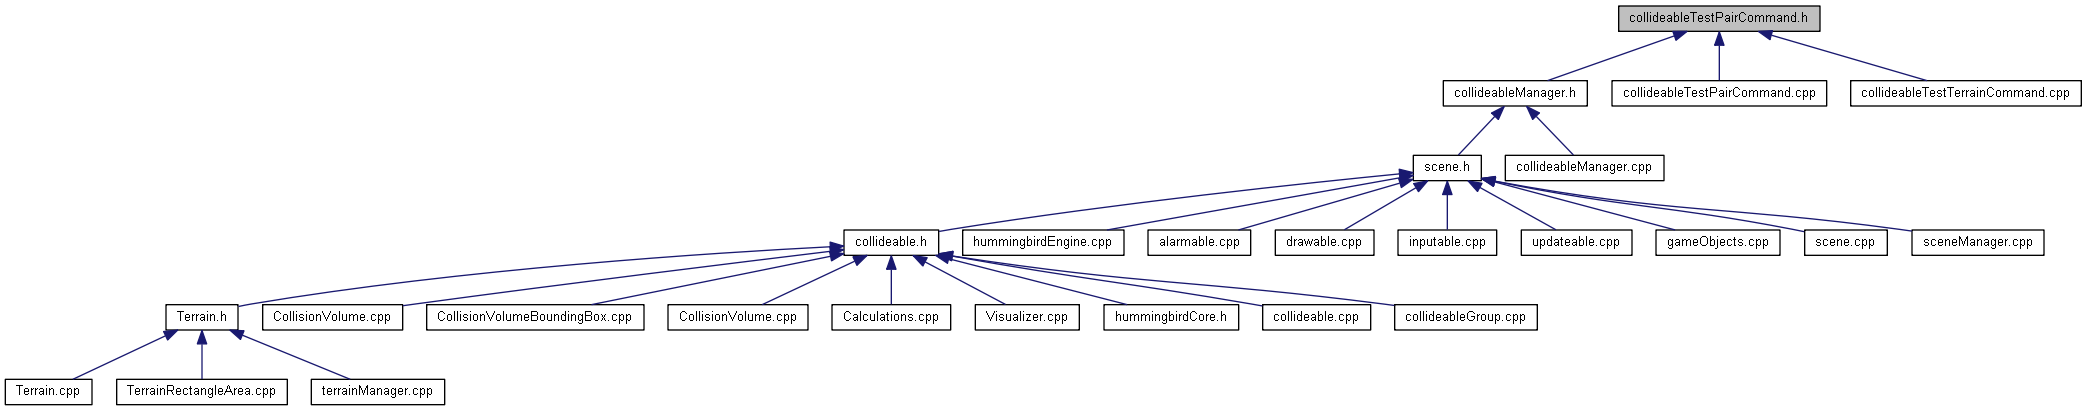 collideableTestPairCommand.h
collideableManager.h
collideableTestPairCommand.cpp
collideableTestTerrainCommand.cpp
scene.h
collideableManager.cpp
collideable.h
hummingbirdEngine.cpp
alarmable.cpp
drawable.cpp
inputable.cpp
updateable.cpp
gameObjects.cpp
scene.cpp
sceneManager.cpp
Terrain.h
CollisionVolume.cpp
CollisionVolumeBoundingBox.cpp
CollisionVolume.cpp
Calculations.cpp
Visualizer.cpp
hummingbirdCore.h
collideable.cpp
collideableGroup.cpp
Terrain.cpp
TerrainRectangleArea.cpp
terrainManager.cpp